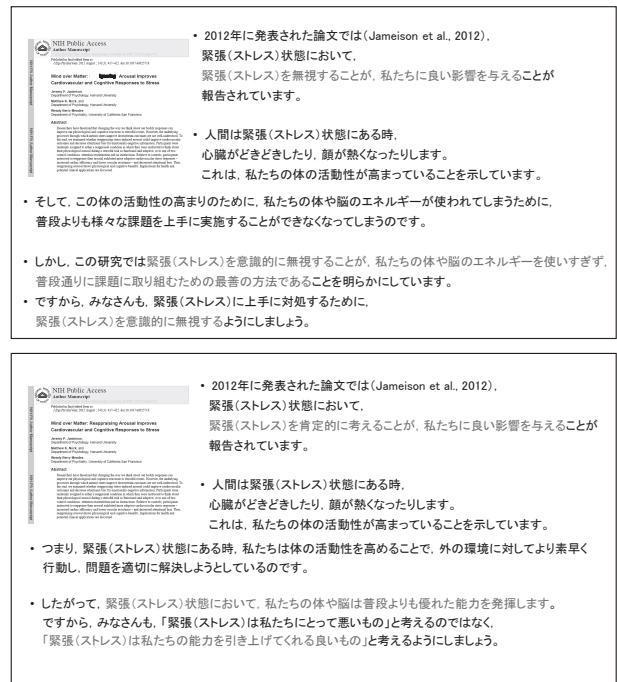 NIH Public Access
Author Manuscript
Mind over Matter: Ignoring Arousal Improves
Cardiovascular and Cognitive Responses to Stress
Jeremy P. Jamieson,
Department of Psychology, Harvard University
Matthew K. Nock, and
Department of Psychology, Harvard University
Wendy Berry Mendes
Department of Psychiatry, University of California San Francisco
Abstract
• 2012年に発表された論文では(Jameison et al., 2012),
緊張(ストレス)状態において,
緊張(ストレス)を無視することが, 私たちに良い影響を与えることが
報告されています。
• 人間は緊張(ストレス)状態にある時,
心臓がどきどきしたり, 顔が熱くなったりします。
これは, 私たちの体の活動性が高まっていることを示しています。
• そして, この体の活動性の高まりのために, 私たちの体や脳のエネルギーが使われてしまうために,
普段よりも様々な課題を上手に実施することができなくなってしまうのです。
• しかし, この研究では緊張(ストレス)を意識的に無視することが, 私たちの体や脳のエネルギーを使いすぎず,
普段通りに課題に取り組むための最善の方法であることを明らかにしています。
• ですから, みなさんも, 緊張(ストレス)に上手に対処するために,
緊張(ストレス)を意識的に無視するようにしましょう。
NIH Public Access
Author Manuscript
Mind over Matter: Reappraising Arousal Improves
Cardiovascular and Cognitive Responses to Stress
Jeremy P. Jamieson,
Department of Psychology, Harvard University
Matthew K. Nock, and
Department of Psychology, Harvard University
Wendy Berry Mendes
Department of Psychiatry, University of California San Francisco
Abstract
• 2012年に発表された論文では(Jameison et al., 2012),
緊張(ストレス)状態において,
緊張(ストレス)を肯定的に考えることが, 私たちに良い影響を与えることが
報告されています。
• 人間は緊張(ストレス)状態にある時,
心臓がどきどきしたり, 顔が熱くなったりします。
これは, 私たちの体の活動性が高まっていることを示しています。
• つまり, 緊張(ストレス)状態にある時, 私たちは体の活動性を高めることで, 外の環境に対してより素早く
行動し, 問題を適切に解決しようとしているのです。
• したがって, 緊張(ストレス)状態において, 私たちの体や脳は普段よりも優れた能力を発揮します。
ですから, みなさんも, 「緊張(ストレス)は私たちにとって悪いもの」と考えるのではなく,
「緊張(ストレス)は私たちの能力を引き上げてくれる良いもの」と考えるようにしましょう。